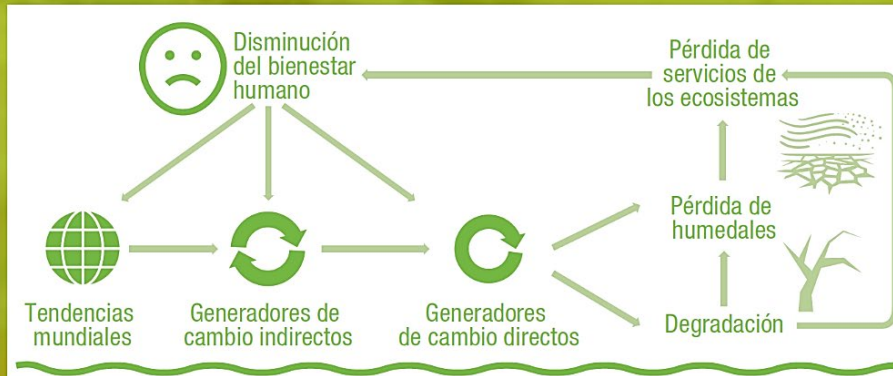 Disminución
del bienestar
humano
Pérdida de
servicios de
los ecosistemas
Pérdida de
humedales
Tendencias
mundiales
Generadores de
cambio indirectos
Generadores
de cambio directos
Degradación